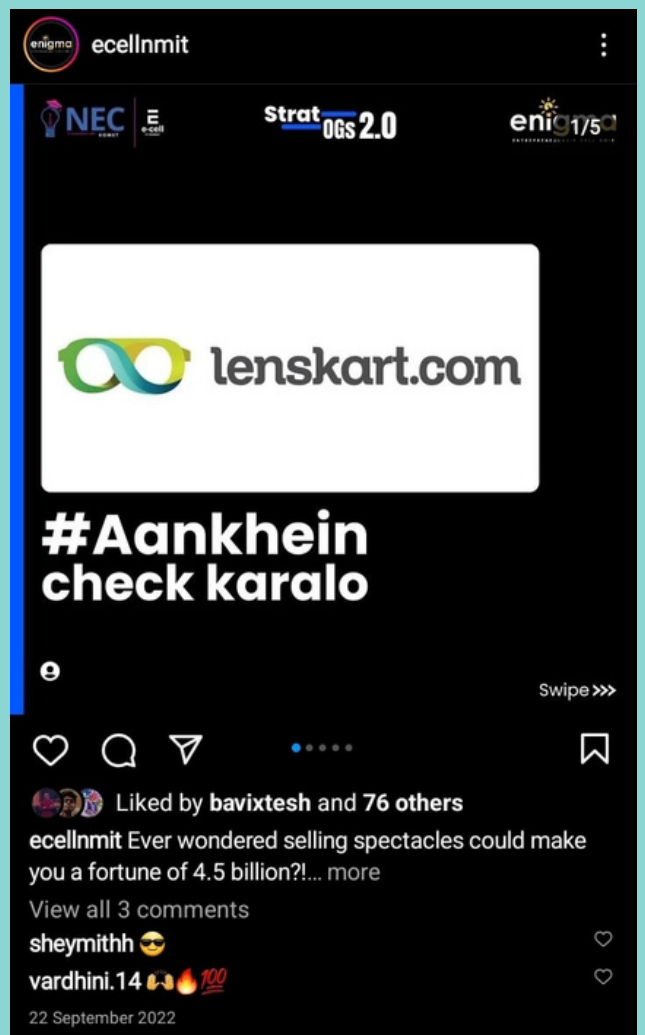 enigma
ecellnmit
NEC
E
e-cell
Strat
OGs 2.0
enigma
1/5
lenskart.com
#Aankhein
check karalo
Swipe >>>
Liked by bavixtesh and 76 others
ecellnmit Ever wondered selling spectacles could make
you a fortune of 4.5 billion?!... more
View all 3 comments
sheymithh 😎
vardhini.14 🙌🔥💯
22 September 2022